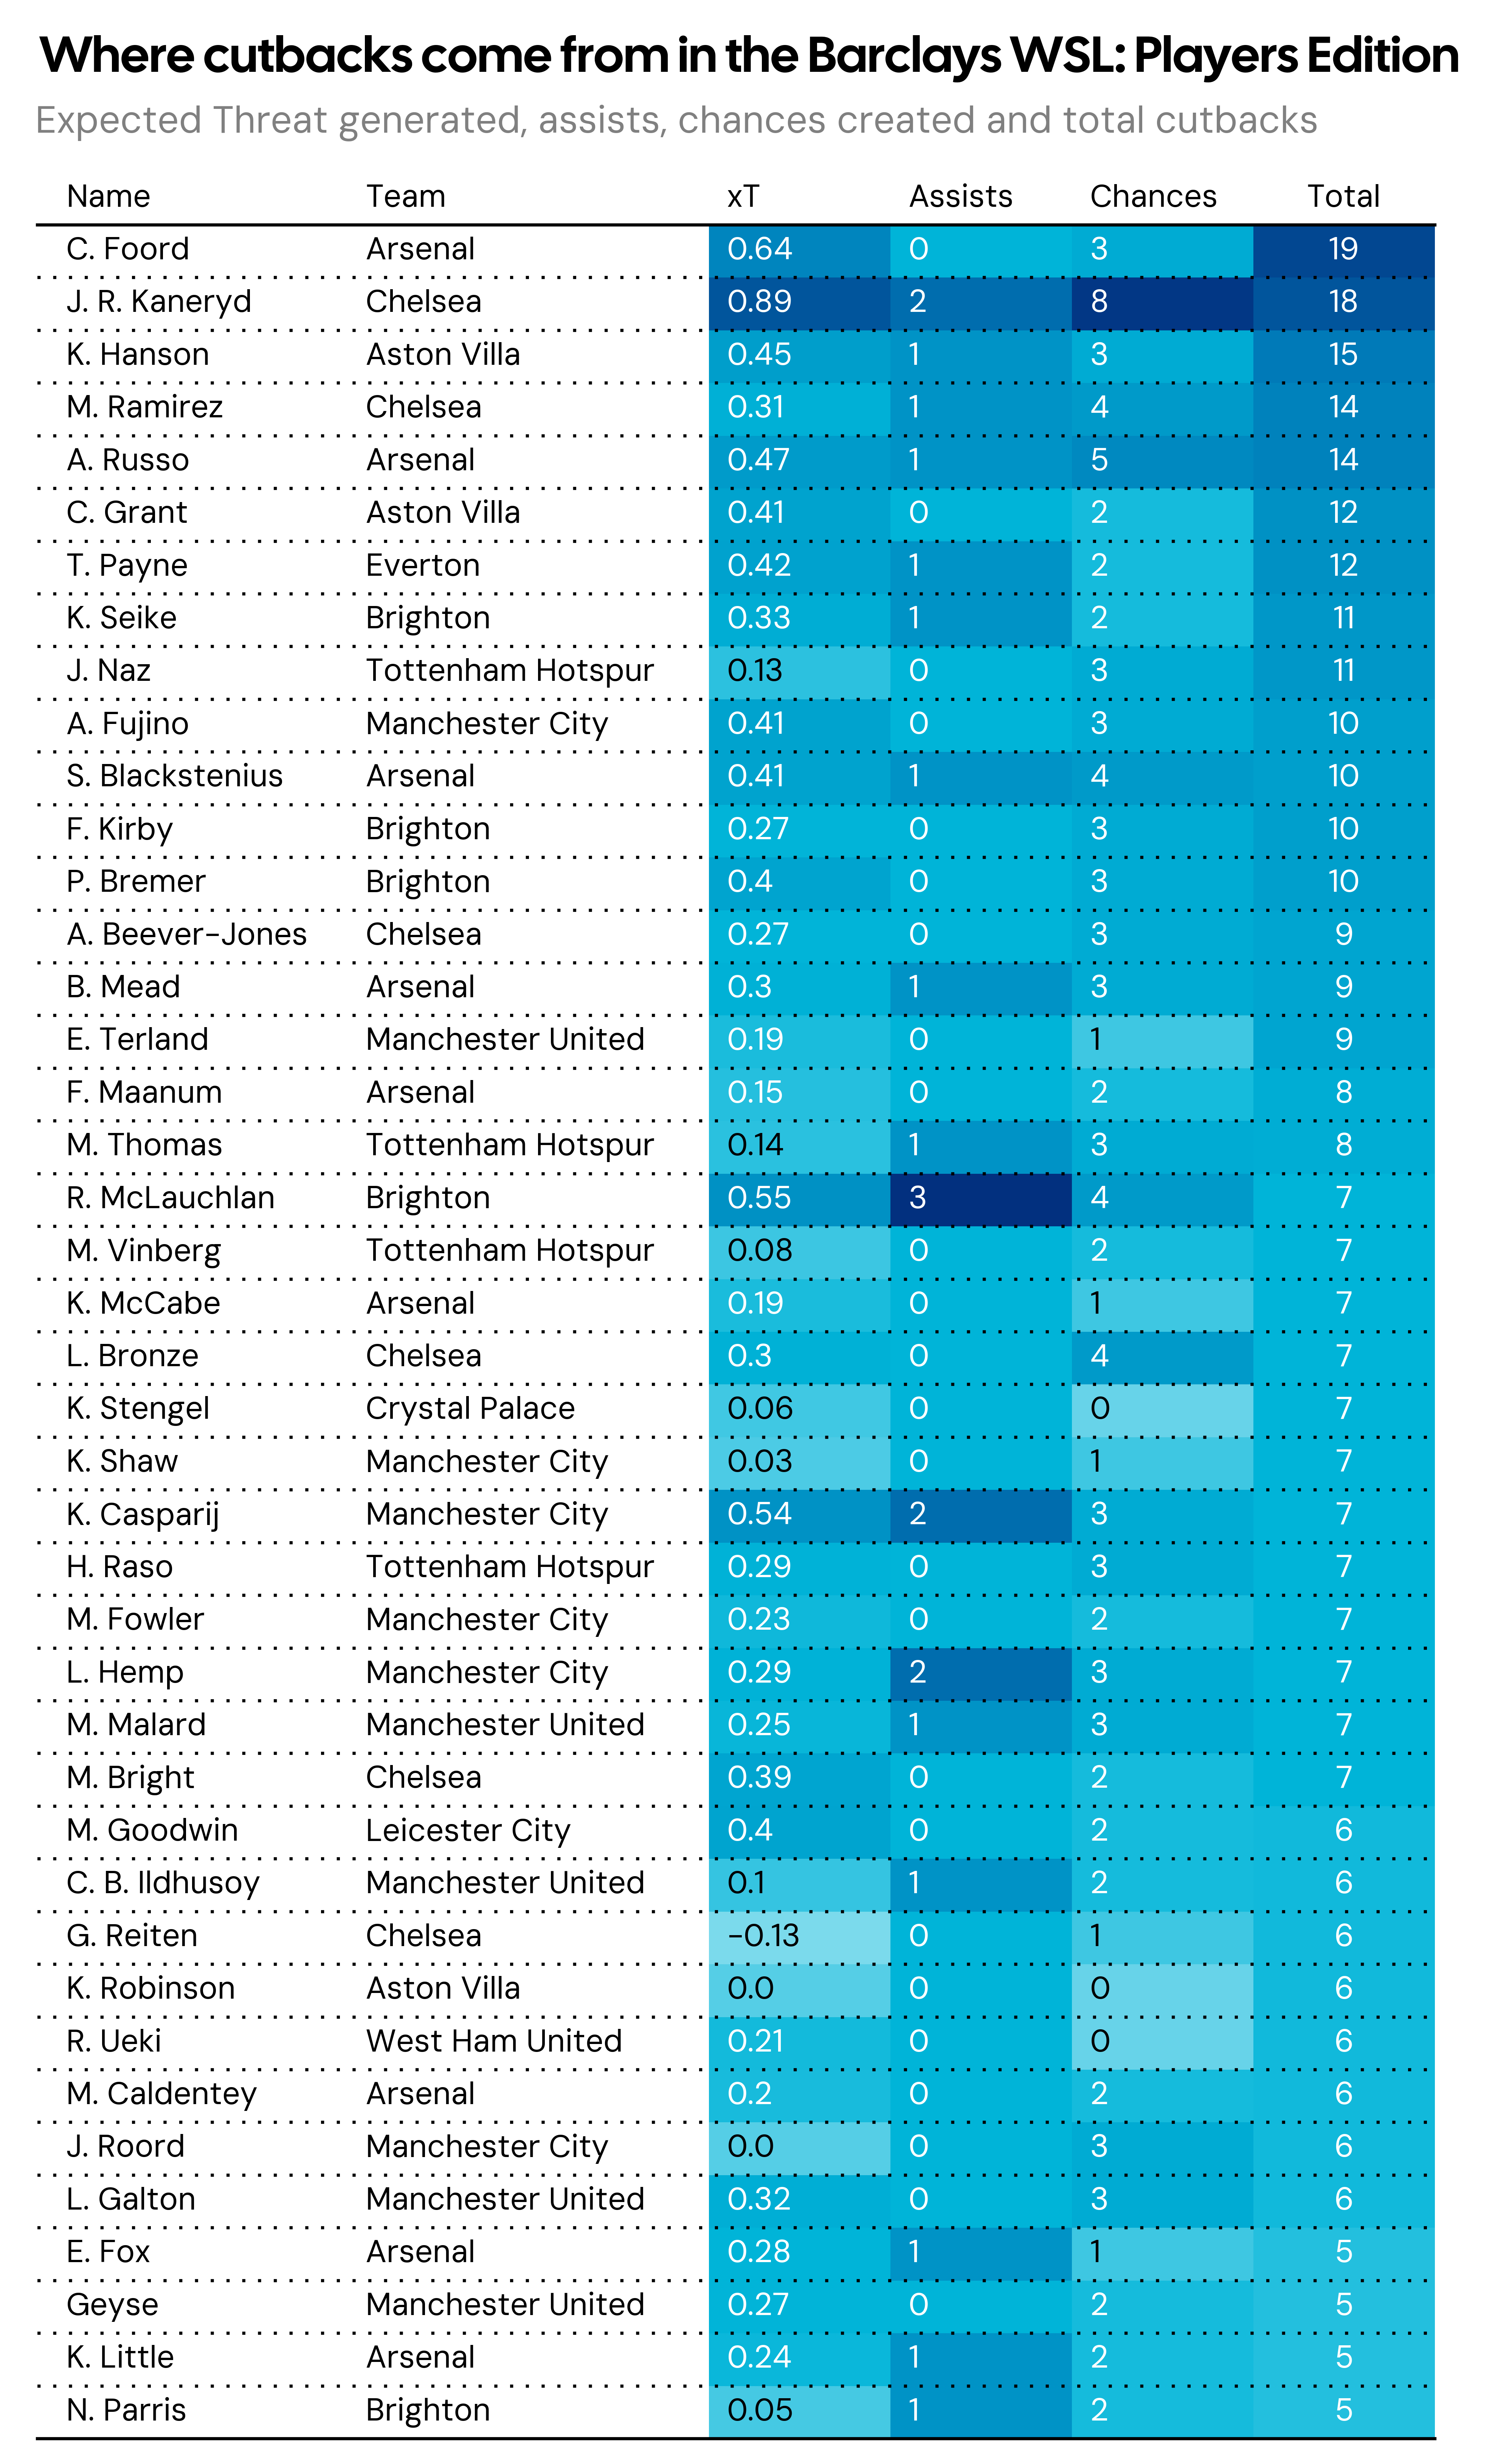 Where cutbacks come from in the Barclays WSL: Players Edition
Expected Threat generated, assists, chances created and total cutbacks
Name Team xT Assists Chances Total
C. Foord Arsenal 0.64 0 3 19
J. R. Kaneryd Chelsea 0.89 2 8 18
K. Hanson Aston Villa 0.45 1 3 15
M. Ramirez Chelsea 0.31 1 4 14
A. Russo Arsenal 0.47 1 5 14
C. Grant Aston Villa 0.41 0 2 12
T. Payne Everton 0.42 1 2 12
K. Seike Brighton 0.33 1 2 11
J. Naz Tottenham Hotspur 0.13 0 3 11
A. Fujino Manchester City 0.41 0 3 10
S. Blackstenius Arsenal 0.41 1 4 10
F. Kirby Brighton 0.27 0 3 10
P. Bremer Brighton 0.4 0 3 10
A. Beever-Jones Chelsea 0.27 0 3 9
B. Mead Arsenal 0.3 1 3 9
E. Terland Manchester United 0.19 0 1 9
F. Maanum Arsenal 0.15 0 2 8
M. Thomas Tottenham Hotspur 0.14 1 3 8
R. McLauchlan Brighton 0.55 3 4 7
M. Vinberg Tottenham Hotspur 0.08 0 2 7
K. McCabe Arsenal 0.19 0 1 7
L. Bronze Chelsea 0.3 0 4 7
K. Stengel Crystal Palace 0.06 0 0 7
K. Shaw Manchester City 0.03 0 1 7
K. Casparij Manchester City 0.54 2 3 7
H. Raso Tottenham Hotspur 0.29 0 3 7
M. Fowler Manchester City 0.23 0 2 7
L. Hemp Manchester City 0.29 2 3 7
M. Malard Manchester United 0.25 1 3 7
M. Bright Chelsea 0.39 0 2 7
M. Goodwin Leicester City 0.4 0 2 6
C. B. Ildhusoy Manchester United 0.1 1 2 6
G. Reiten Chelsea -0.13 0 1 6
K. Robinson Aston Villa 0.0 0 0 6
R. Ueki West Ham United 0.21 0 0 6
M. Caldentey Arsenal 0.2 0 2 6
J. Roord Manchester City 0.0 0 3 6
L. Galton Manchester United 0.32 0 3 6
E. Fox Arsenal 0.28 1 1 5
Geyse Manchester United 0.27 0 2 5
K. Little Arsenal 0.24 1 2 5
N. Parris Brighton 0.05 1 2 5